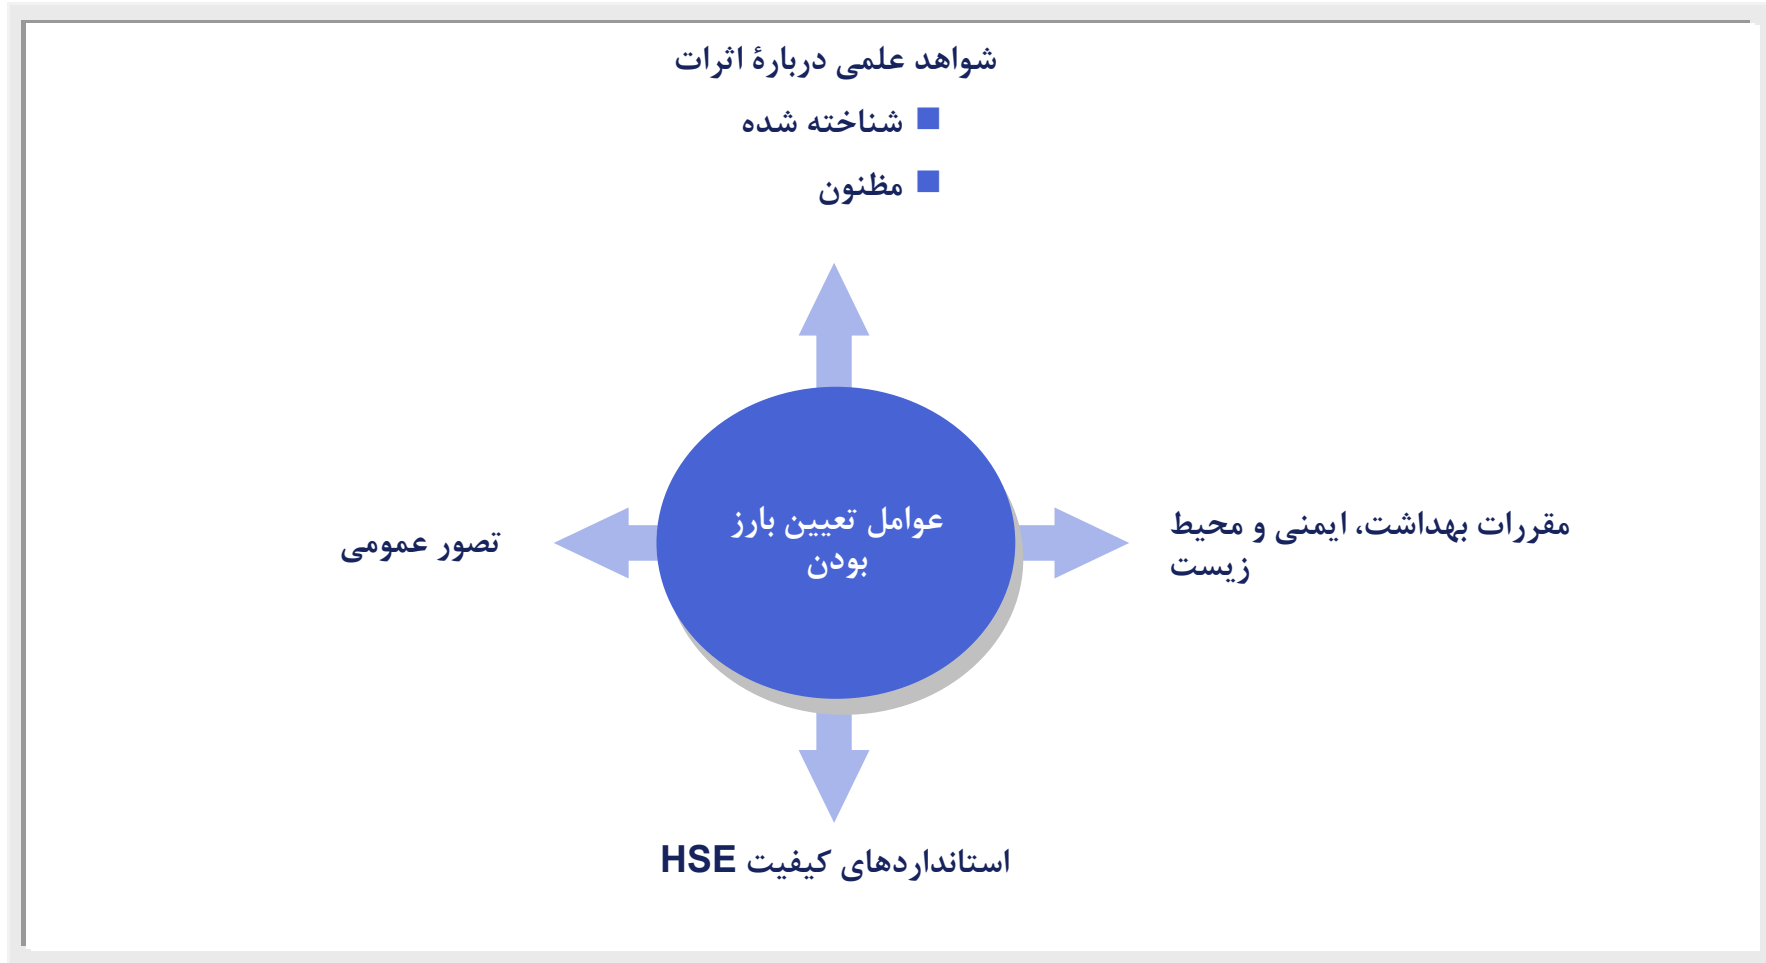 شواهد علمی دربارهٔ اثرات
شناخته شده
مظنون
عوامل تعیین بارز
بودن
مقررات بهداشت، ایمنی و محیط
زیست
تصور عمومی
استانداردهای کیفیت HSE